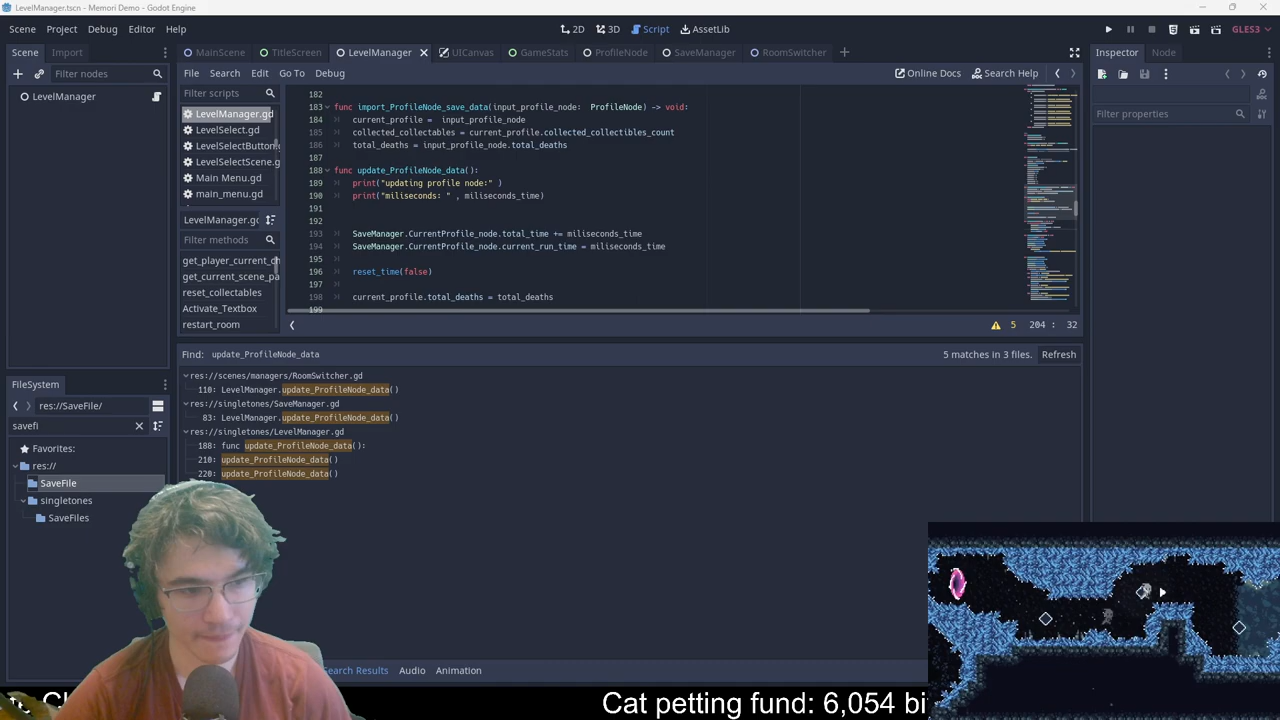 LevelManager.tscn - Memori Demo - Godot Engine
Scene Project Debug Editor Help
2D 3D Script AssetLib
GLES3
Scene Import
MainScene TitleScreen LevelManager UICanvas GameStats ProfileNode SaveManager RoomSwitcher
Inspector Node
Filter nodes
File Search Edit Go To Debug
Online Docs Search Help
LevelManager
Filter scripts
Filter properties
LevelManager.gd
LevelSelect.gd
LevelSelectButton
LevelSelectScene.g
Main Menu.gd
main_menu.gd
LevelManager.gc
Filter methods
get_player_current_c
get_current_scene_pa
reset_collectables
Activate_Textbox
restart_room
182
183 func import_ProfileNode_save_data(input_profile_node: ProfileNode) -> void:
184 current_profile = input_profile_node
185 collected_collectables = current_profile.collected_collectibles_count
186 total_deaths = input_profile_node.total_deaths
187
188 func update_ProfileNode_data():
189 print("updating profile node:" )
190 print("miliseconds: " , miliseconds_time)
191
192
193 SaveManager.CurrentProfile_node.total_time += miliseconds_time
194 SaveManager.CurrentProfile_node.current_run_time = miliseconds_time
195
196 reset_time(false)
197
198 current_profile.total_deaths = total_deaths
199
5 204 : 32
Find: update_ProfileNode_data
5 matches in 3 files. Refresh
res://scenes/managers/RoomSwitcher.gd
110: LevelManager.update_ProfileNode_data()
res://singletones/SaveManager.gd
83: LevelManager.update_ProfileNode_data()
res://singletones/LevelManager.gd
188: func update_ProfileNode_data():
210: update_ProfileNode_data()
220: update_ProfileNode_data()
FileSystem
res://SaveFile/
savefi
Favorites:
res://
SaveFile
singletones
SaveFiles
Search Results Audio Animation
Cat petting fund: 6,054 bi